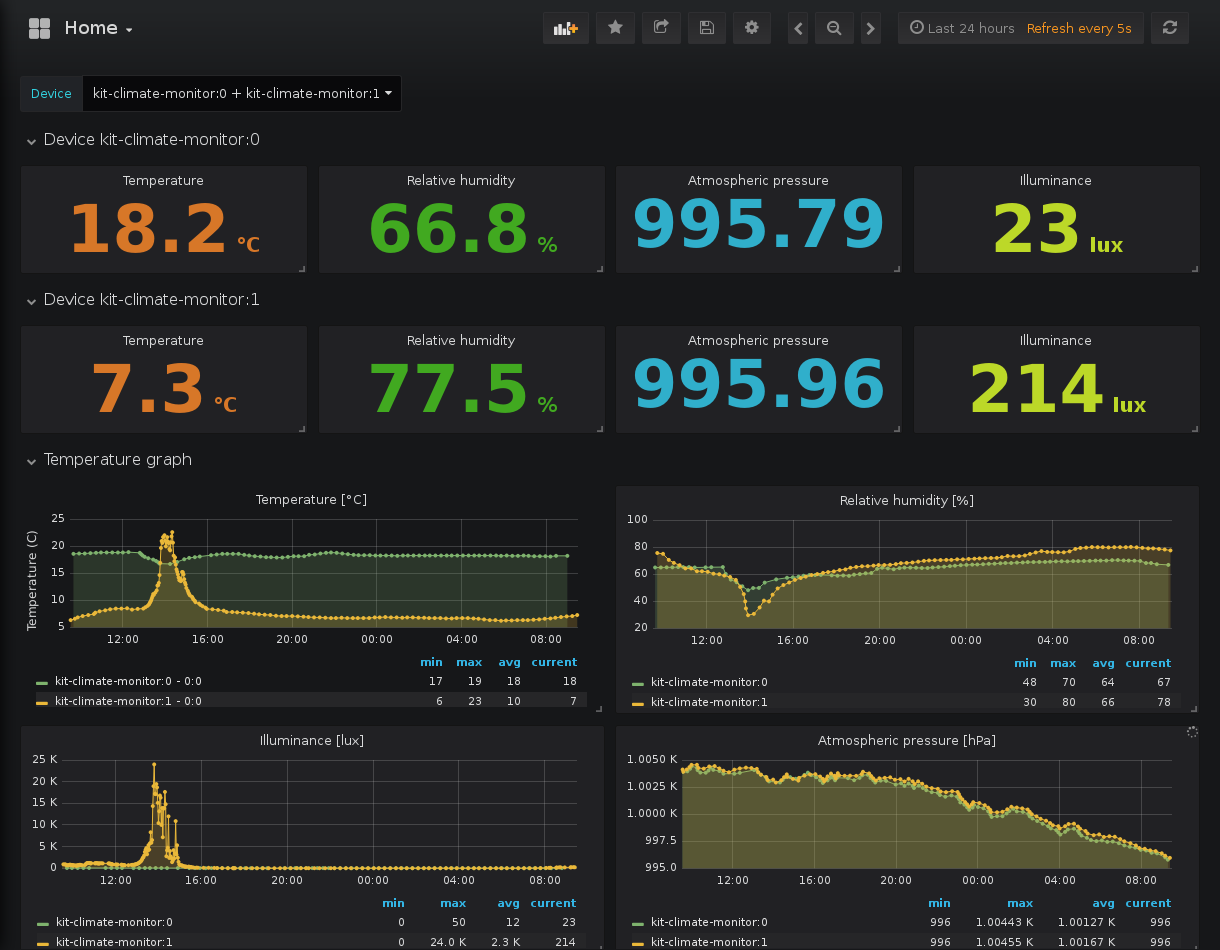 Home
Last 24 hours Refresh every 5s
Device kit-climate-monitor:0 + kit-climate-monitor:1
Device kit-climate-monitor:0
Temperature Relative humidity Atmospheric pressure Illuminance
18.2 °C 66.8 % 995.79 23 lux
Device kit-climate-monitor:1
Temperature Relative humidity Atmospheric pressure Illuminance
7.3 °C 77.5 % 995.96 214 lux
Temperature graph
Temperature [°C]
Temperature (C)
25
20
15
10
5
12:00 16:00 20:00 00:00 04:00 08:00
min max avg current
kit-climate-monitor:0 - 0:0 17 19 18 18
kit-climate-monitor:1 - 0:0 6 23 10 7
Relative humidity [%]
100
80
60
40
20
12:00 16:00 20:00 00:00 04:00 08:00
min max avg current
kit-climate-monitor:0 48 70 64 67
kit-climate-monitor:1 30 80 66 78
Illuminance [lux]
25 K
20 K
15 K
10 K
5 K
0
12:00 16:00 20:00 00:00 04:00 08:00
min max avg current
kit-climate-monitor:0 0 50 12 23
kit-climate-monitor:1 0 24.0 K 2.3 K 214
Atmospheric pressure [hPa]
1.0050 K
1.0025 K
1.0000 K
997.5
995.0
12:00 16:00 20:00 00:00 04:00 08:00
min max avg current
kit-climate-monitor:0 996 1.00443 K 1.00127 K 996
kit-climate-monitor:1 996 1.00455 K 1.00167 K 996